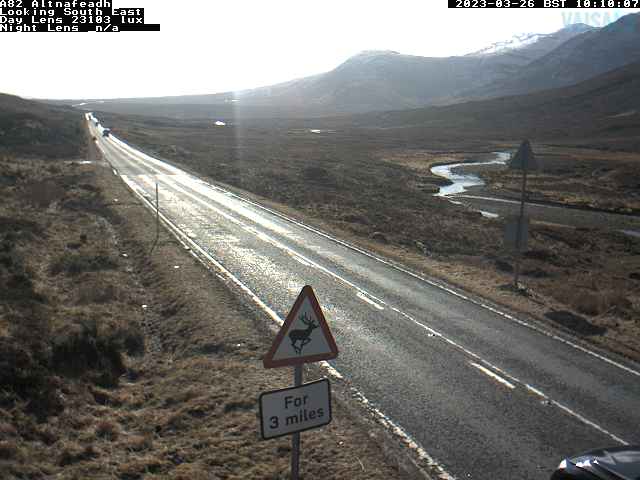 A82 Altnafeadh
Looking South East
Day Lens 23103 lux
Night Lens n/a
2023-03-26 BST 10:10:07
VAISALA
For
3 miles